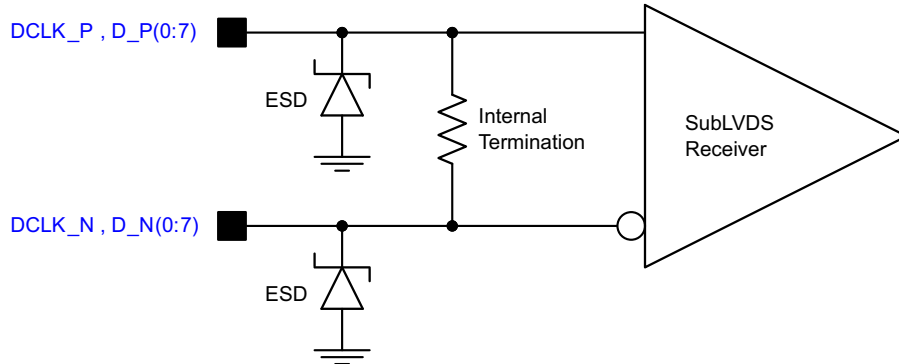 DCLK_P , D_P(0:7)
ESD
Internal
Termination
SubLVDS
Receiver
DCLK_N , D_N(0:7)
ESD